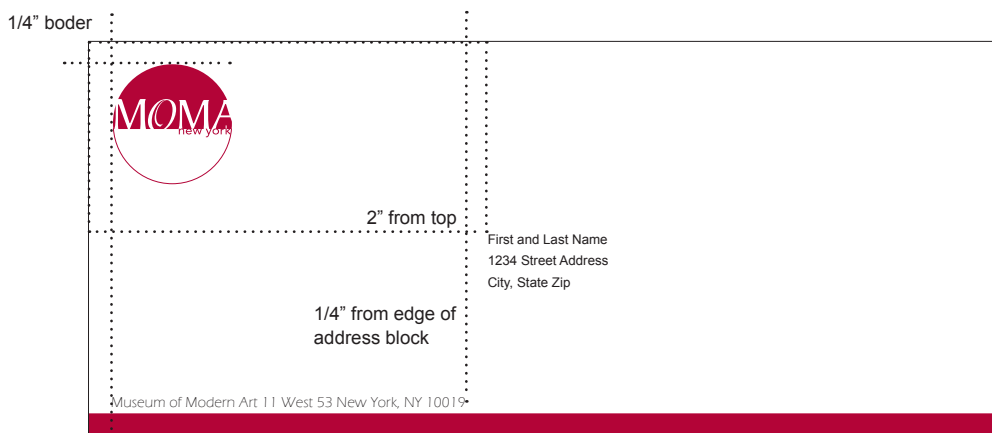 1/4” boder
MOMA
new york
2” from top
First and Last Name
1234 Street Address
City, State Zip
1/4” from edge of
address block
Museum of Modern Art 11 West 53 New York, NY 10019